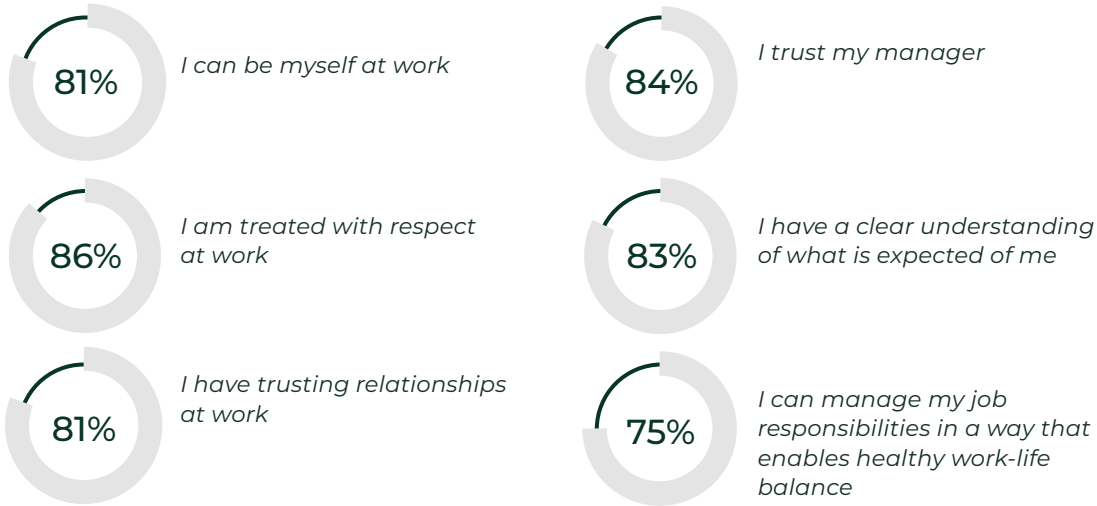 81%
I can be myself at work
84%
I trust my manager
86%
I am treated with respect
at work
83%
I have a clear understanding
of what is expected of me
81%
I have trusting relationships
at work
75%
I can manage my job
responsibilities in a way that
enables healthy work-life
balance